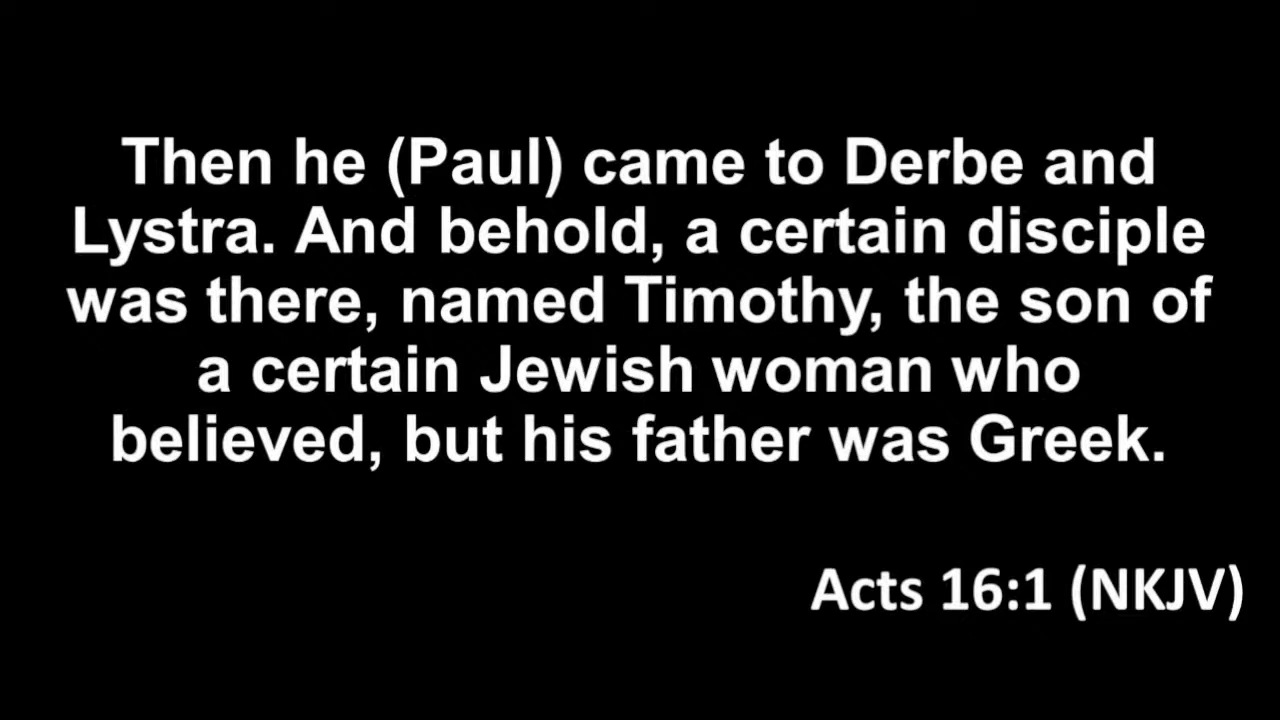 Then he (Paul) came to Derbe and
Lystra. And behold, a certain disciple
was there, named Timothy, the son of
a certain Jewish woman who
believed, but his father was Greek.
Acts 16:1 (NKJV)